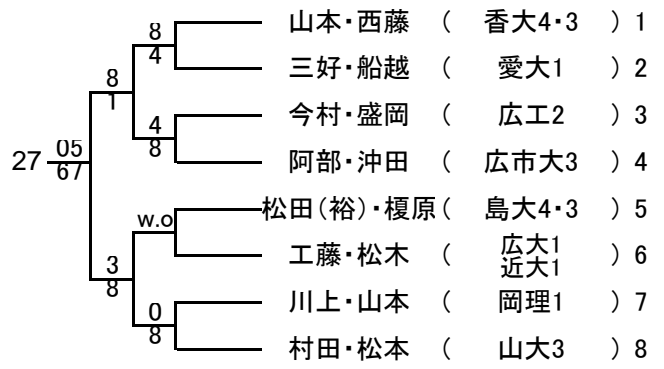 山本・西藤 ( 香大4・3 ) 1
8
4
三好・船越 ( 愛大1 ) 2
8
1
今村・盛岡 ( 広工2 ) 3
4
8
阿部・沖田 ( 広市大3 ) 4
27
05
67
松田(裕)・榎原( 島大4・3 ) 5
w.o
工藤・松木 ( 広大1 近大1 ) 6
3
8
川上・山本 ( 岡理1 ) 7
0
8
村田・松本 ( 山大3 ) 8